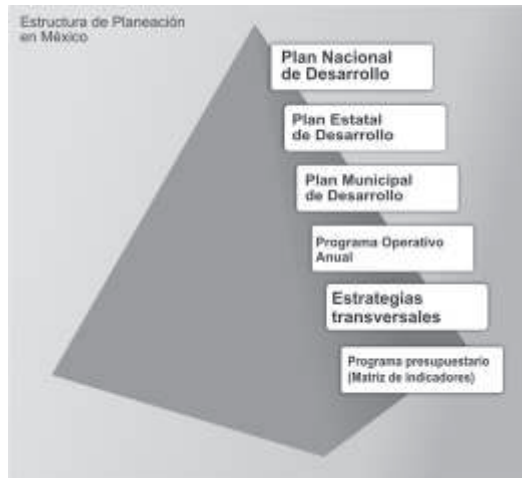 Estructura de Planeación
en México
Plan Nacional
de Desarrollo
Plan Estatal
de Desarrollo
Plan Municipal
de Desarrollo
Programa Operativo
Anual
Estrategias
transversales
Programa presupuestario
(Matriz de indicadores)